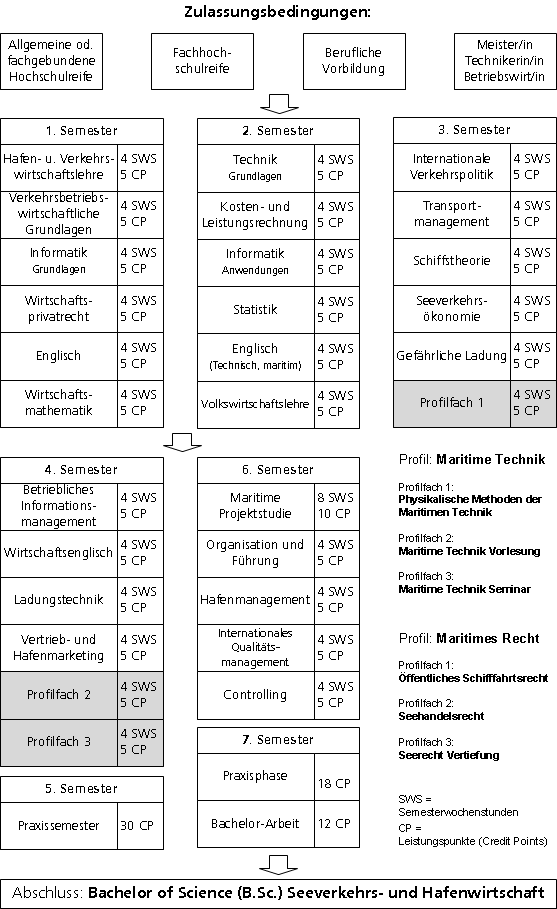 Zulassungsbedingungen:
Allgemeine od.
fachgebundene
Hochschulreife
Fachhoch-
schulreife
Berufliche
Vorbildung
Meister/in
Technikerin/in
Betriebswirt/in
1. Semester
Hafen- u. Verkehrs-
wirtschaftslehre
4 SWS
5 CP
Verkehrsbetriebs-
wirtschaftliche
Grundlagen
4 SWS
5 CP
Informatik
Grundlagen
4 SWS
5 CP
Wirtschafts-
privatrecht
4 SWS
5 CP
Englisch
4 SWS
5 CP
Wirtschafts-
mathematik
4 SWS
5 CP
2. Semester
Technik
Grundlagen
4 SWS
5 CP
Kosten- und
Leistungsrechnung
4 SWS
5 CP
Informatik
Anwendungen
4 SWS
5 CP
Statistik
4 SWS
5 CP
Englisch
(Technisch, maritim)
4 SWS
5 CP
Volkswirtschaftslehre
4 SWS
5 CP
3. Semester
Internationale
Verkehrspolitik
4 SWS
5 CP
Transport-
management
4 SWS
5 CP
Schiffstheorie
4 SWS
5 CP
Seeverkehrs-
ökonomie
4 SWS
5 CP
Gefährliche Ladung
4 SWS
5 CP
Profilfach 1
4 SWS
5 CP
4. Semester
Betriebliches
Informations-
management
4 SWS
5 CP
Wirtschaftsenglisch
4 SWS
5 CP
Ladungstechnik
4 SWS
5 CP
Vertrieb- und
Hafenmarketing
4 SWS
5 CP
Profilfach 2
4 SWS
5 CP
Profilfach 3
4 SWS
5 CP
5. Semester
Praxissemester
30 CP
6. Semester
Maritime
Projektstudie
8 SWS
10 CP
Organisation und
Führung
4 SWS
5 CP
Hafenmanagement
4 SWS
5 CP
Internationales
Qualitäts-
management
4 SWS
5 CP
Controlling
4 SWS
5 CP
7. Semester
Praxisphase
18 CP
Bachelor-Arbeit
12 CP
Profil: Maritime Technik
Profilfach 1:
Physikalische Methoden der
Maritimen Technik
Profilfach 2:
Maritime Technik Vorlesung
Profilfach 3:
Maritime Technik Seminar
Profil: Maritimes Recht
Profilfach 1:
Öffentliches Schifffahrtsrecht
Profilfach 2:
Seehandelsrecht
Profilfach 3:
Seerecht Vertiefung
SWS =
Semesterwochenstunden
CP =
Leistungspunkte (Credit Points)
Abschluss: Bachelor of Science (B.Sc.) Seeverkehrs- und Hafenwirtschaft